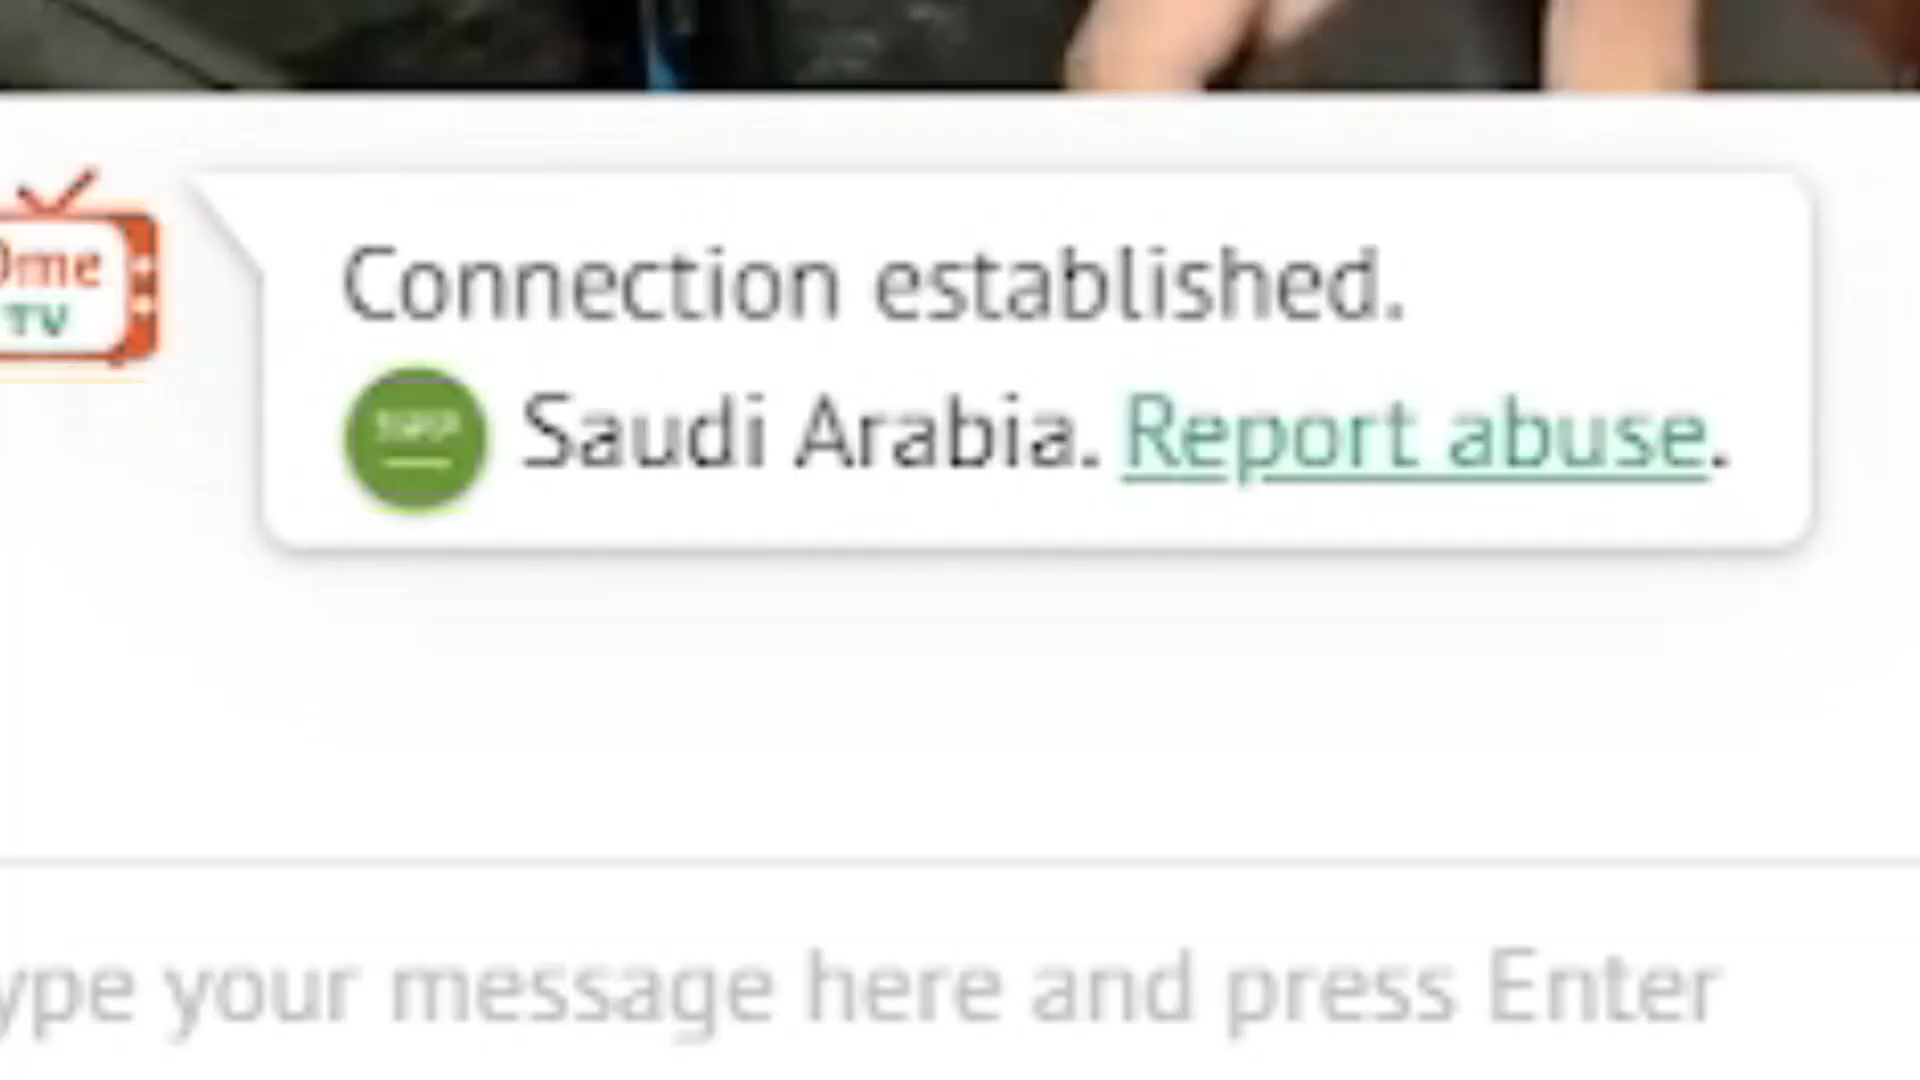 Connection established.
Saudi Arabia. Report abuse.
ome
TV
ype your message here and press Enter